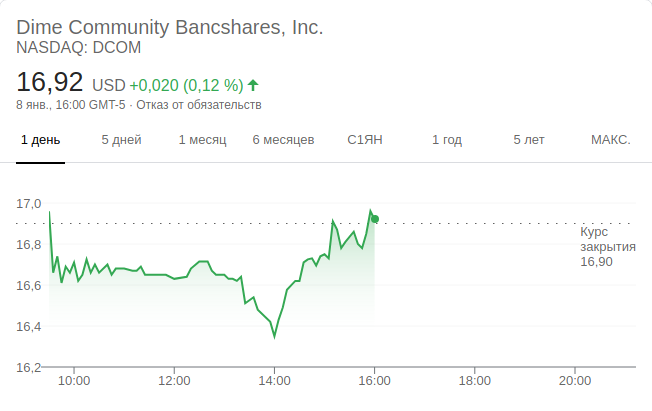 Dime Community Bancshares, Inc.
NASDAQ: DCOM
16,92 USD +0,020 (0,12 %)
8 янв., 16:00 GMT-5 · Отказ от обязательств
1 день 5 дней 1 месяц 6 месяцев С1ЯН 1 год 5 лет МАКС.
17,0
16,8
16,6
16,4
16,2
Курс
закрытия
16,90
10:00 12:00 14:00 16:00 18:00 20:00